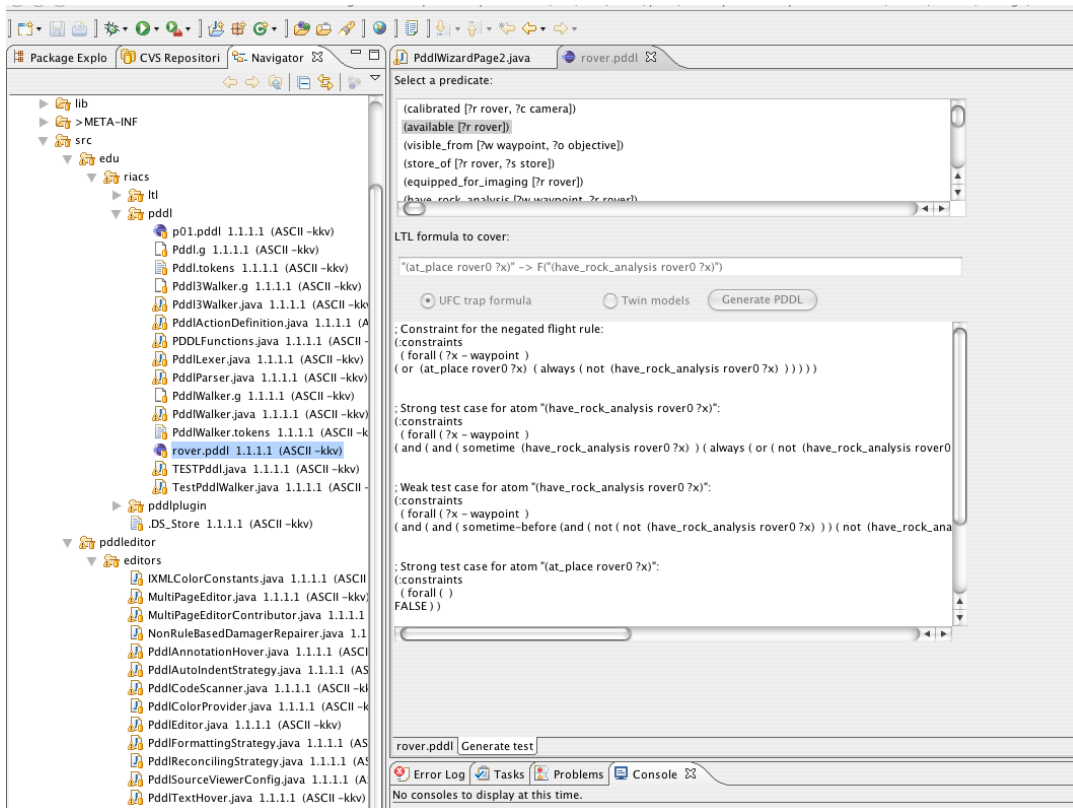 Package Explo
CVS Repositori
Navigator
PddlWizardPage2.java
rover.pddl
lib
>META-INF
src
edu
riacs
ltl
pddl
p01.pddl 1.1.1.1 (ASCII -kkv)
Pddl.g 1.1.1.1 (ASCII -kkv)
Pddl.tokens 1.1.1.1 (ASCII -kkv)
Pddl3Walker.g 1.1.1.1 (ASCII -kkv)
Pddl3Walker.java 1.1.1.1 (ASCII -kkv
PddlActionDefinition.java 1.1.1.1 (A
PDDLFunctions.java 1.1.1.1 (ASCII -
PddlLexer.java 1.1.1.1 (ASCII -kkv)
PddlParser.java 1.1.1.1 (ASCII -kkv)
PddlWalker.g 1.1.1.1 (ASCII -kkv)
PddlWalker.java 1.1.1.1 (ASCII -kkv)
PddlWalker.tokens 1.1.1.1 (ASCII -k
rover.pddl 1.1.1.1 (ASCII -kkv)
TESTPddl.java 1.1.1.1 (ASCII -kkv)
TestPddlWalker.java 1.1.1.1 (ASCII -
pddlplugin
.DS_Store 1.1.1.1 (ASCII -kkv)
pddleditor
editors
IXMLColorConstants.java 1.1.1.1 (ASCII
MultiPageEditor.java 1.1.1.1 (ASCII -kkv)
MultiPageEditorContributor.java 1.1.1.1
NonRuleBasedDamagerRepairer.java 1.1
PddlAnnotationHover.java 1.1.1.1 (ASCI
PddlAutoIndentStrategy.java 1.1.1.1 (AS
PddlCodeScanner.java 1.1.1.1 (ASCII -kk
PddlColorProvider.java 1.1.1.1 (ASCII -k
PddlEditor.java 1.1.1.1 (ASCII -kkv)
PddlFormattingStrategy.java 1.1.1.1 (AS
PddlReconcilingStrategy.java 1.1.1.1 (AS
PddlSourceViewerConfig.java 1.1.1.1 (A
PddlTextHover.java 1.1.1.1 (ASCII -kkv)
Select a predicate:
(calibrated [?r rover, ?c camera])
(available [?r rover])
(visible_from [?w waypoint, ?o objective])
(store_of [?r rover, ?s store])
(equipped_for_imaging [?r rover])
(have_rock_analysis [?w waypoint, ?r rover])
LTL formula to cover:
"(at_place rover0 ?x)" -> F("(have_rock_analysis rover0 ?x)")
UFC trap formula
Twin models
Generate PDDL
; Constraint for the negated flight rule:
(:constraints
( forall ( ?x - waypoint )
( or (at_place rover0 ?x) ( always ( not (have_rock_analysis rover0 ?x) ) ) ) ) )
; Strong test case for atom "(have_rock_analysis rover0 ?x)":
(:constraints
( forall ( ?x - waypoint )
( and ( and ( sometime (have_rock_analysis rover0 ?x) ) ( always ( or ( not (have_rock_analysis rover0
; Weak test case for atom "(have_rock_analysis rover0 ?x)":
(:constraints
( forall ( ?x - waypoint )
( and ( and ( sometime-before (and ( not ( not (have_rock_analysis rover0 ?x) ) ) ( not (have_rock_ana
; Strong test case for atom "(at_place rover0 ?x)":
(:constraints
( forall ( )
FALSE ) )
rover.pddl
Generate test
Error Log
Tasks
Problems
Console
No consoles to display at this time.